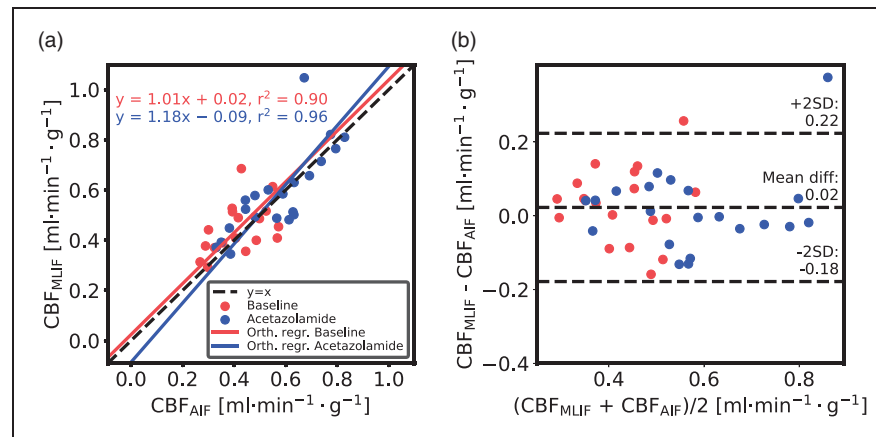 (a)
y = 1.01x + 0.02, r² = 0.90
y = 1.18x − 0.09, r² = 0.96
CBF_MLIF [ml·min⁻¹ · g⁻¹]
1.0
0.8
0.6
0.4
0.2
0.0
y=x
Baseline
Acetazolamide
Orth. regr. Baseline
Orth. regr. Acetazolamide
0.0 0.2 0.4 0.6 0.8 1.0
CBF_AIF [ml·min⁻¹ · g⁻¹]
(b)
CBF_MLIF - CBF_AIF [ml·min⁻¹ · g⁻¹]
0.2
0.0
−0.2
−0.4
+2SD:
0.22
Mean diff:
0.02
-2SD:
-0.18
0.4 0.6 0.8
(CBF_MLIF + CBF_AIF)/2 [ml·min⁻¹ · g⁻¹]